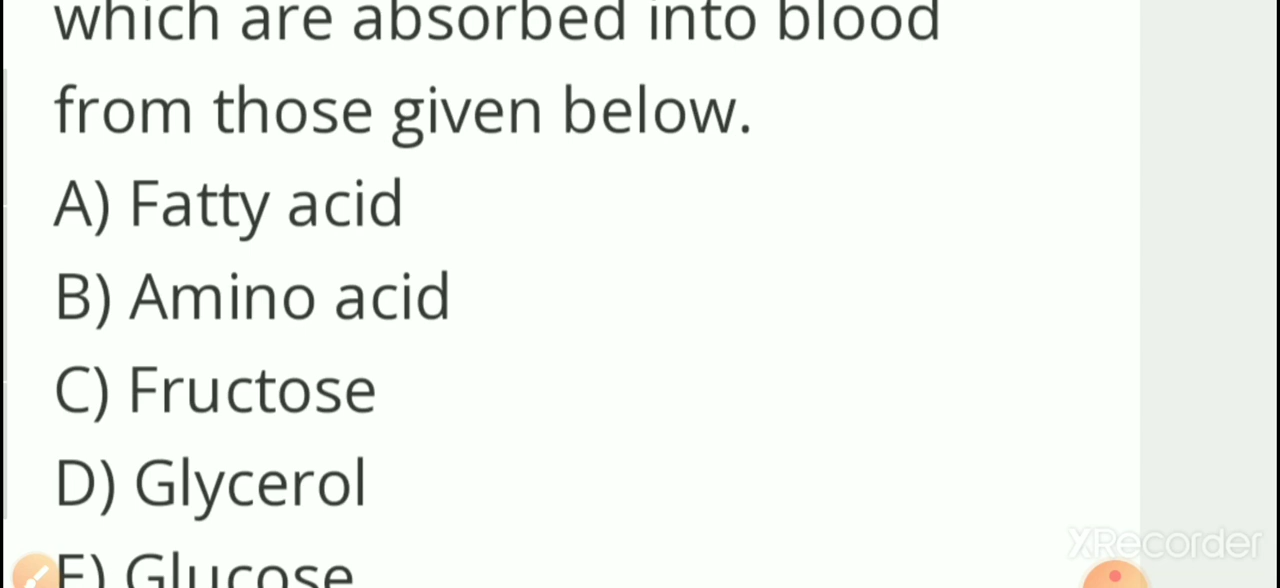 which are absorbed into blood
from those given below.
A) Fatty acid
B) Amino acid
C) Fructose
D) Glycerol
E) Glucose
XRecorder